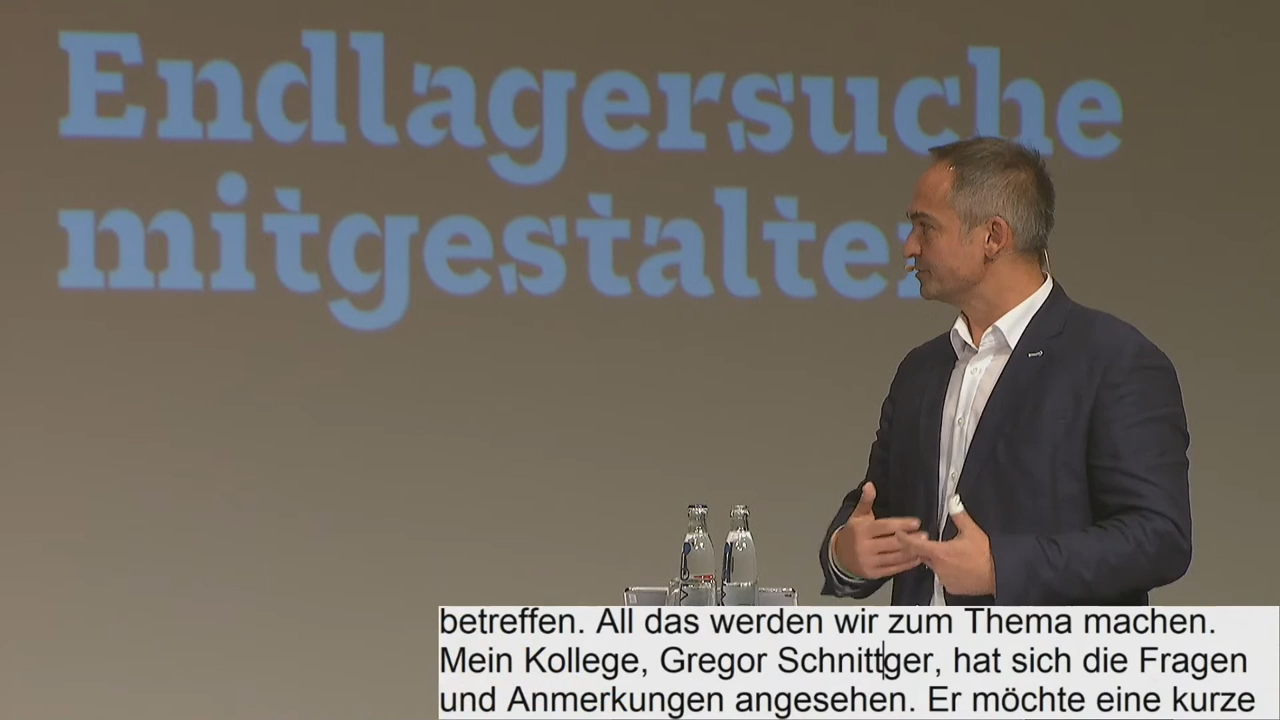 Endlagersuche
mitgestalten
betreffen. All das werden wir zum Thema machen.
Mein Kollege, Gregor Schnittger, hat sich die Fragen
und Anmerkungen angesehen. Er möchte eine kurze